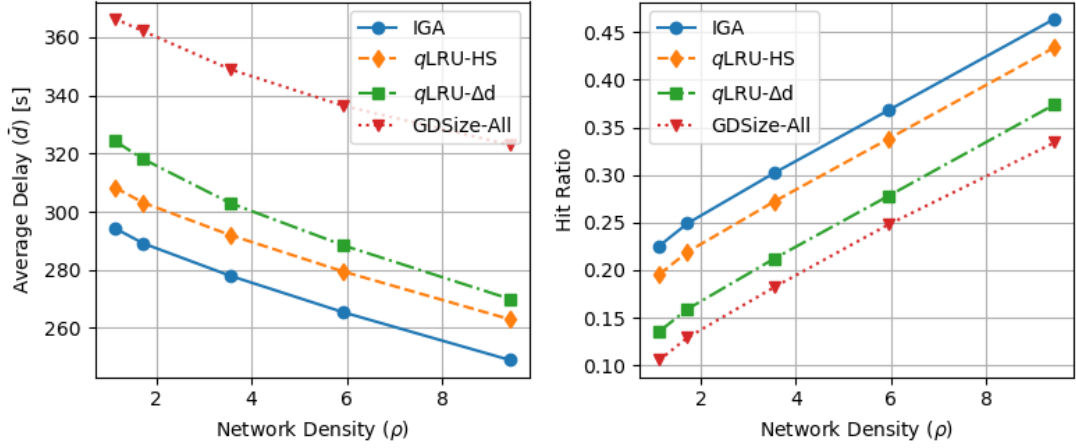 360
340
320
300
280
260
Average Delay (d̄) [s]
2
4
6
8
Network Density (ρ)
IGA
qLRU-HS
qLRU-Δd
GDSize-All
0.45
0.40
0.35
0.30
0.25
0.20
0.15
0.10
Hit Ratio
2
4
6
8
Network Density (ρ)
IGA
qLRU-HS
qLRU-Δd
GDSize-All